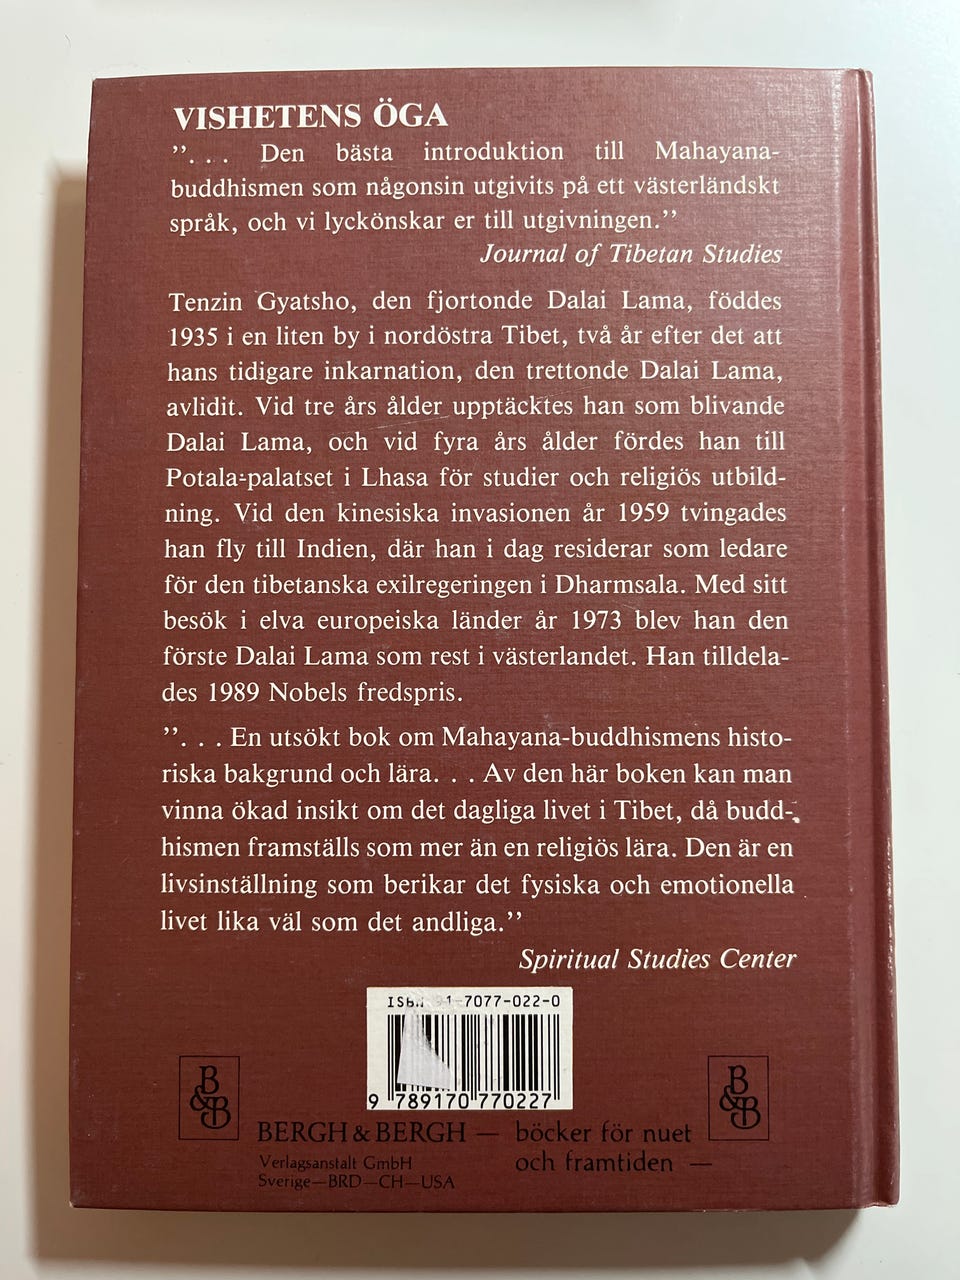 VISHETENS ÖGA
”. . . Den bästa introduktion till Mahayana-
buddhismen som någonsin utgivits på ett västerländskt
språk, och vi lyckönskar er till utgivningen.”
Journal of Tibetan Studies
Tenzin Gyatsho, den fjortonde Dalai Lama, föddes
1935 i en liten by i nordöstra Tibet, två år efter det att
hans tidigare inkarnation, den trettonde Dalai Lama,
avlidit. Vid tre års ålder upptäcktes han som blivande
Dalai Lama, och vid fyra års ålder fördes han till
Potala-palatset i Lhasa för studier och religiös utbild-
ning. Vid den kinesiska invasionen år 1959 tvingades
han fly till Indien, där han i dag residerar som ledare
för den tibetanska exilregeringen i Dharmsala. Med sitt
besök i elva europeiska länder år 1973 blev han den
förste Dalai Lama som rest i västerlandet. Han tilldela-
des 1989 Nobels fredspris.
”. . . En utsökt bok om Mahayana-buddhismens histo-
riska bakgrund och lära. . . Av den här boken kan man
vinna ökad insikt om det dagliga livet i Tibet, då budd-
hismen framställs som mer än en religiös lära. Den är en
livsinställning som berikar det fysiska och emotionella
livet lika väl som det andliga.”
Spiritual Studies Center
ISBN 91-7077-022-0
9 789170 770227
B&B
B&B
BERGH & BERGH — böcker för nuet
och framtiden —
Verlagsanstalt GmbH
Sverige—BRD—CH—USA